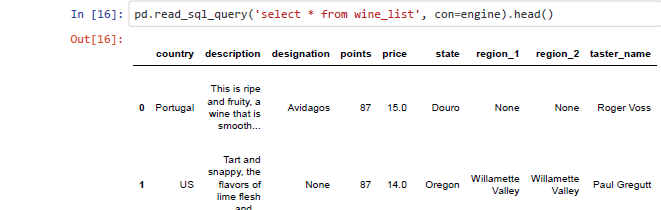 In [16]: pd.read_sql_query('select * from wine_list', con=engine).head()
Out[16]:
country description designation points price state region_1 region_2 taster_name
This is ripe
and fruity, a
0 Portugal wine that is Avidagos 87 15.0 Douro None None Roger Voss
smooth...
Tart and
snappy, the
1 US flavors of None 87 14.0 Oregon Willamette Valley Willamette Valley Paul Gregutt
lime flesh
and